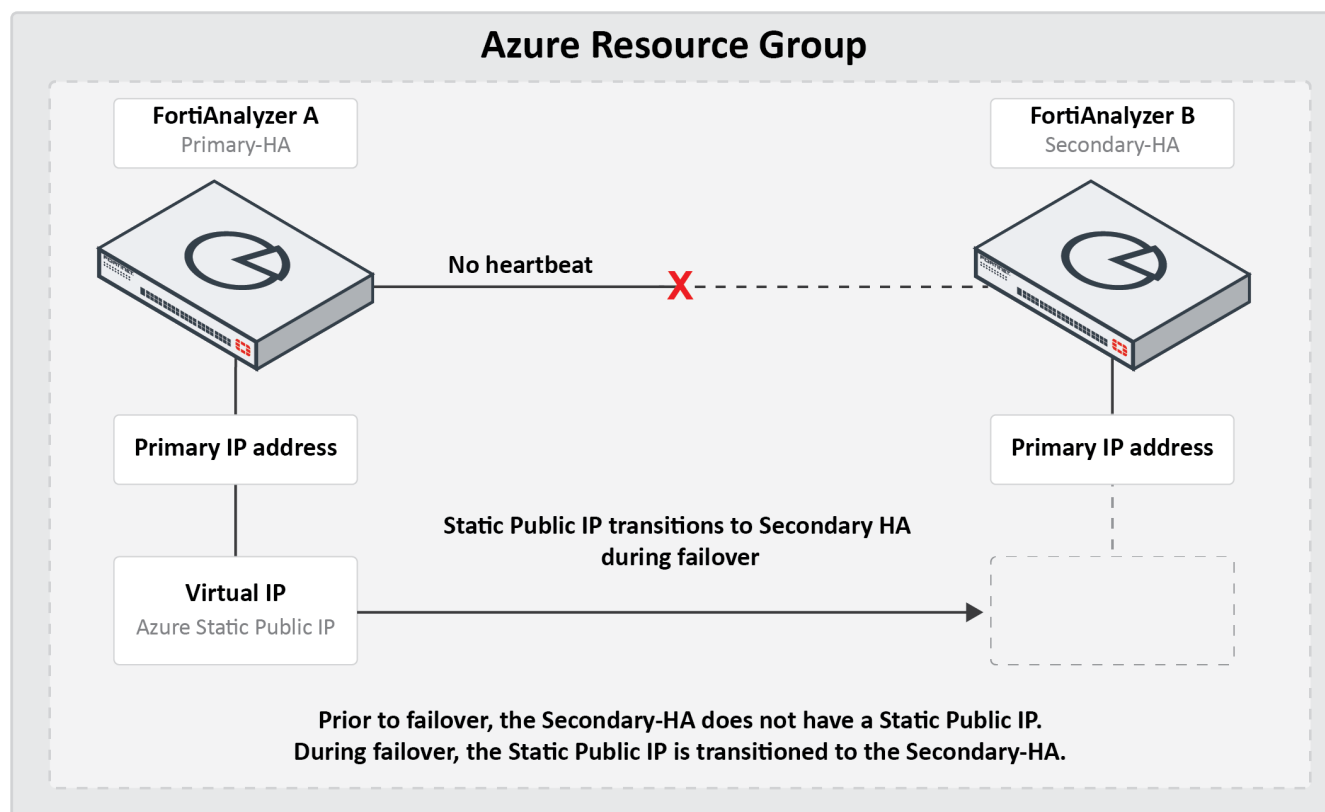 Azure Resource Group
FortiAnalyzer A
Primary-HA
FortiAnalyzer B
Secondary-HA
No heartbeat
X
Primary IP address
Primary IP address
Static Public IP transitions to Secondary HA
during failover
Virtual IP
Azure Static Public IP
Prior to failover, the Secondary-HA does not have a Static Public IP.
During failover, the Static Public IP is transitioned to the Secondary-HA.